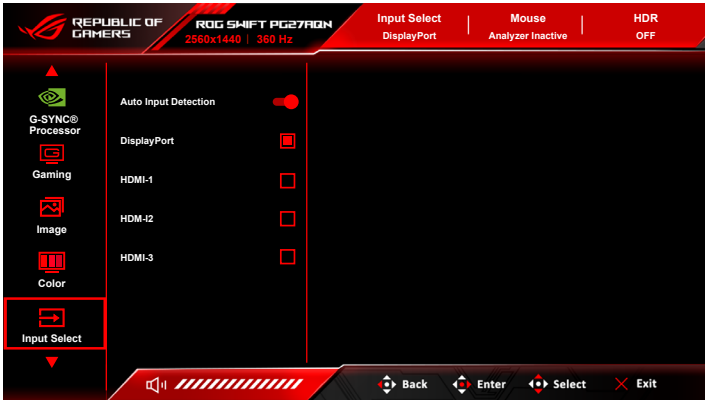 REPUBLIC OF
GAMERS
ROG SWIFT PG27AQN
2560x1440 | 360 Hz
Input Select
DisplayPort
Mouse
Analyzer Inactive
HDR
OFF
G-SYNC®
Processor
Gaming
Image
Color
Input Select
Auto Input Detection
DisplayPort
HDMI-1
HDM-I2
HDMI-3
Back
Enter
Select
Exit